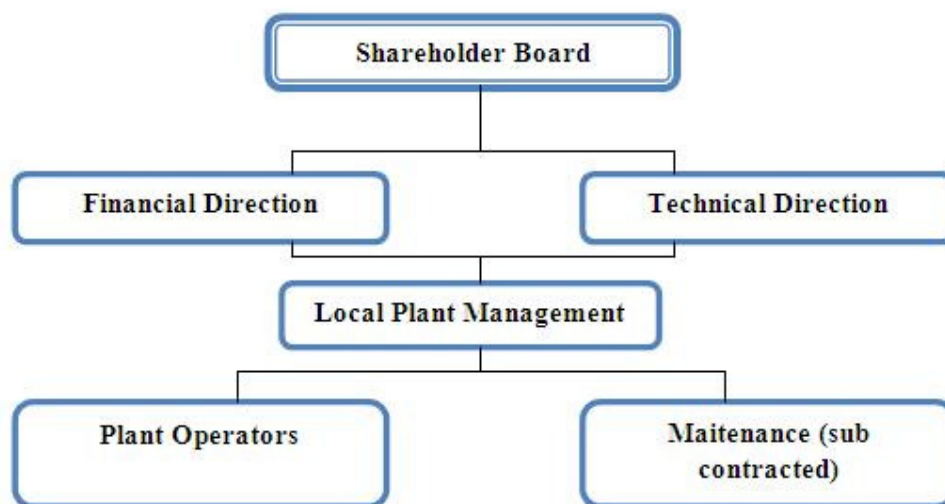 Shareholder Board
Financial Direction
Technical Direction
Local Plant Management
Plant Operators
Maitenance (sub
contracted)